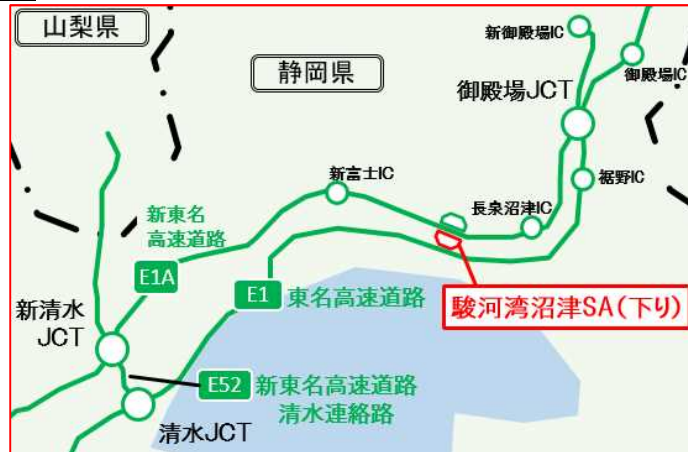 山梨県
静岡県
新御殿場IC
御殿場IC
御殿場JCT
裾野IC
新富士IC
長泉沼津IC
新東名
高速道路
E1A
E1
東名高速道路
駿河湾沼津SA(下り)
新清水
JCT
E52
新東名高速道路
清水連絡路
清水JCT